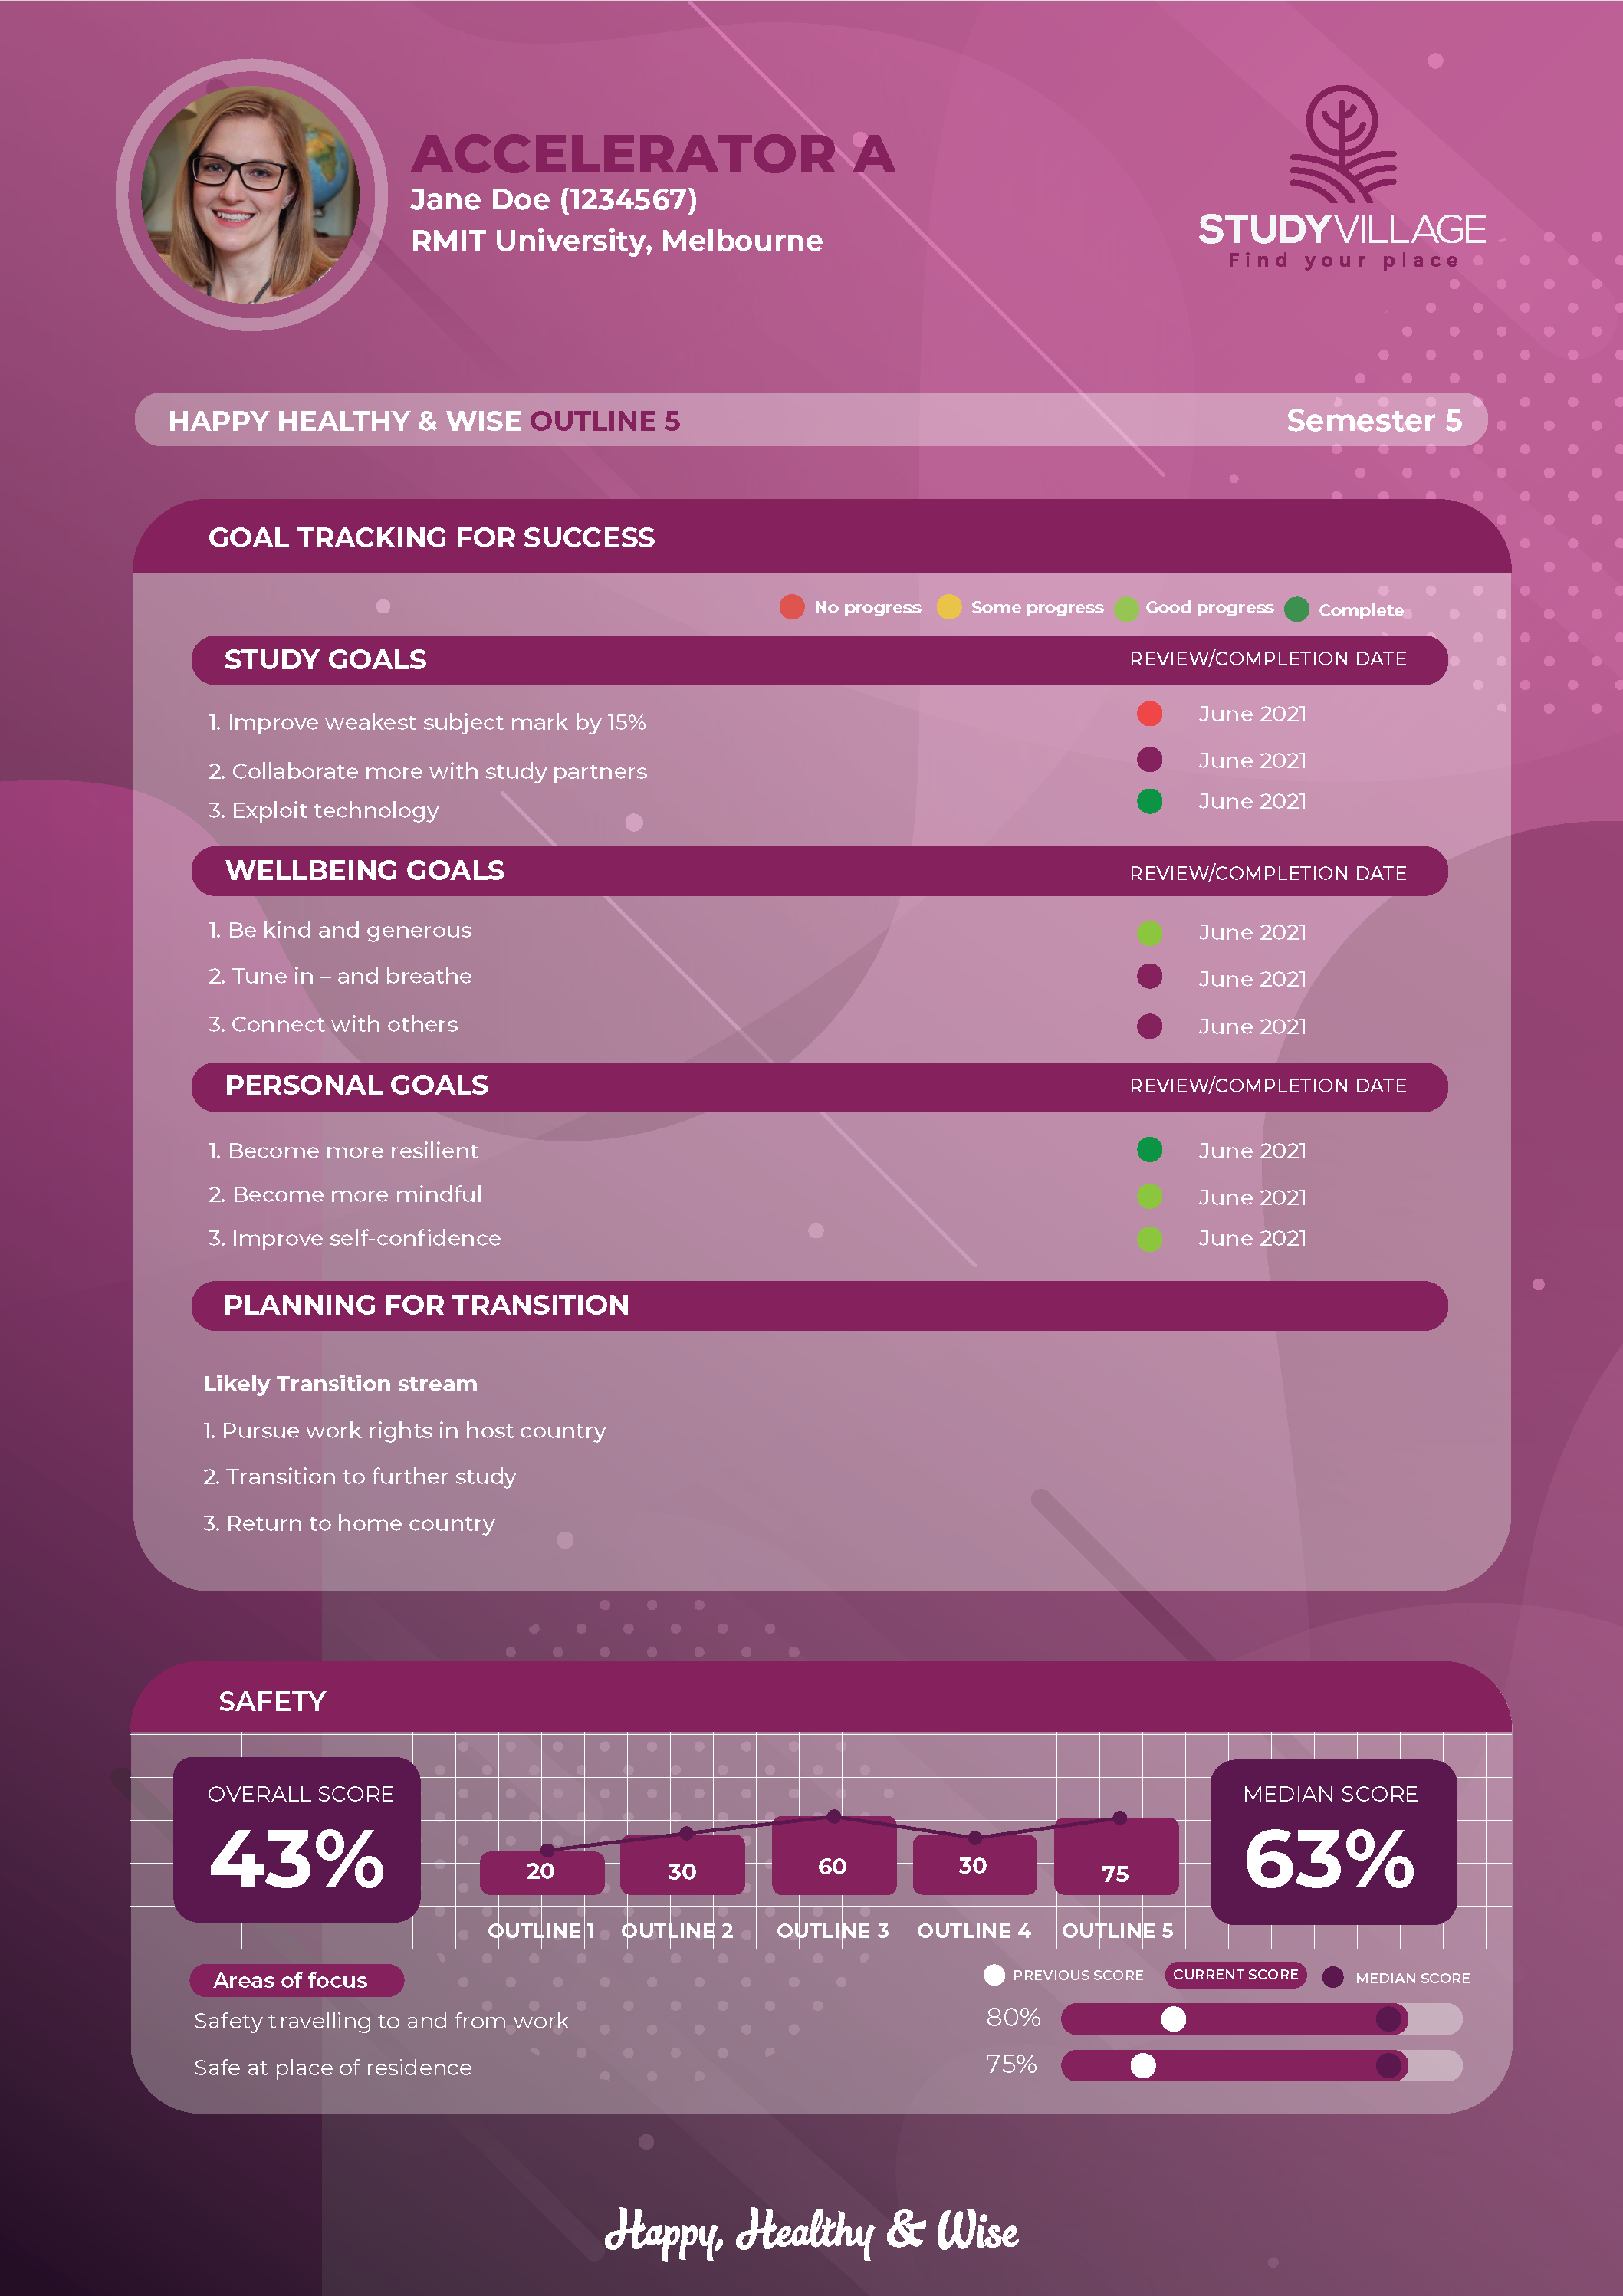 ACCELERATOR A
Jane Doe (1234567)
RMIT University, Melbourne
STUDYVILLAGE
Find your place
HAPPY HEALTHY & WISE OUTLINE 5
Semester 5
GOAL TRACKING FOR SUCCESS
No progress
Some progress
Good progress
Complete
STUDY GOALS
REVIEW/COMPLETION DATE
1. Improve weakest subject mark by 15%
June 2021
2. Collaborate more with study partners
June 2021
3. Exploit technology
June 2021
WELLBEING GOALS
REVIEW/COMPLETION DATE
1. Be kind and generous
June 2021
2. Tune in – and breathe
June 2021
3. Connect with others
June 2021
PERSONAL GOALS
REVIEW/COMPLETION DATE
1. Become more resilient
June 2021
2. Become more mindful
June 2021
3. Improve self-confidence
June 2021
PLANNING FOR TRANSITION
Likely Transition stream
1. Pursue work rights in host country
2. Transition to further study
3. Return to home country
SAFETY
OVERALL SCORE
43%
20
30
60
30
75
OUTLINE 1
OUTLINE 2
OUTLINE 3
OUTLINE 4
OUTLINE 5
MEDIAN SCORE
63%
Areas of focus
PREVIOUS SCORE
CURRENT SCORE
MEDIAN SCORE
Safety travelling to and from work
80%
Safe at place of residence
75%
Happy, Healthy & Wise